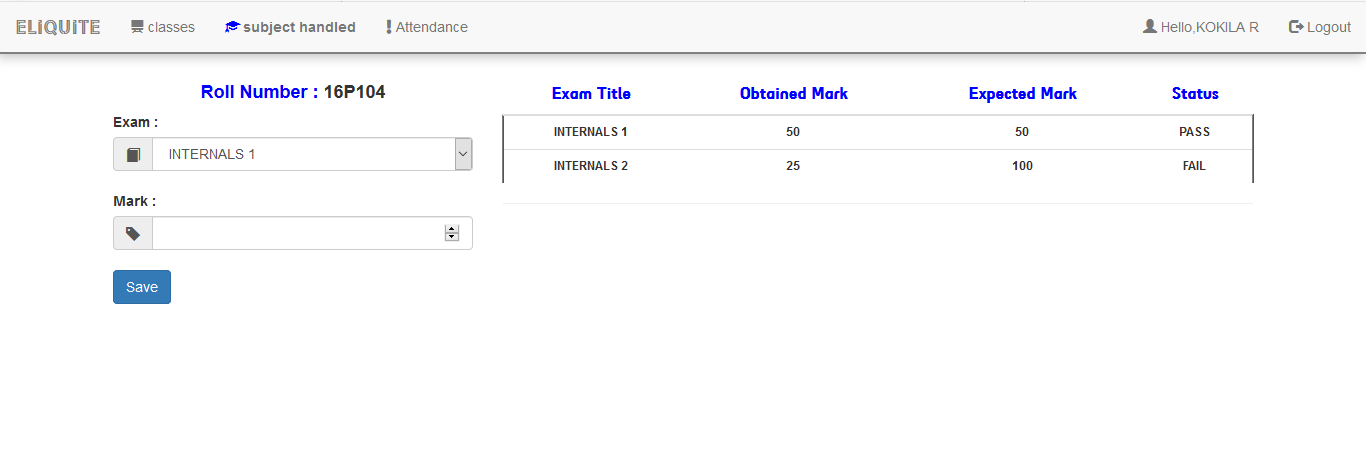 ELiQUiTE classes subject handled Attendance Hello,KOKILA R Logout
Roll Number : 16P104
Exam :
INTERNALS 1
Mark :
Save
Exam Title Obtained Mark Expected Mark Status
INTERNALS 1 50 50 PASS
INTERNALS 2 25 100 FAIL